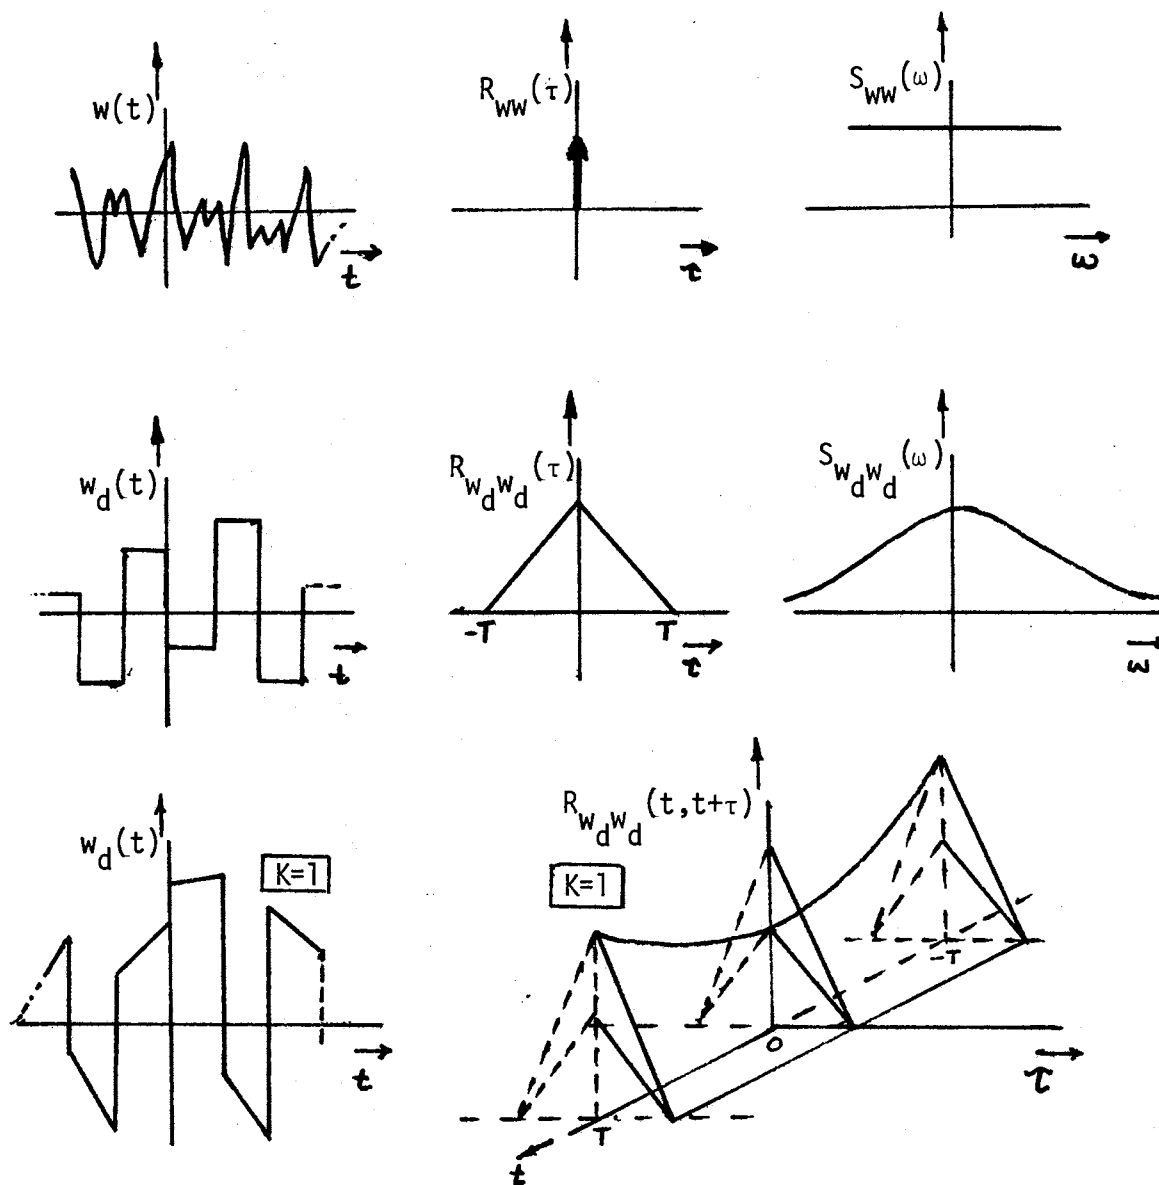 w(t)
t
R_ww(τ)
τ
S_ww(ω)
ω
w_d(t)
t
R_{w_d w_d}(τ)
-T
T
τ
S_{w_d w_d}(ω)
ω
w_d(t)
K=1
t
R_{w_d w_d}(t,t+τ)
K=1
-T
0
τ
T
t